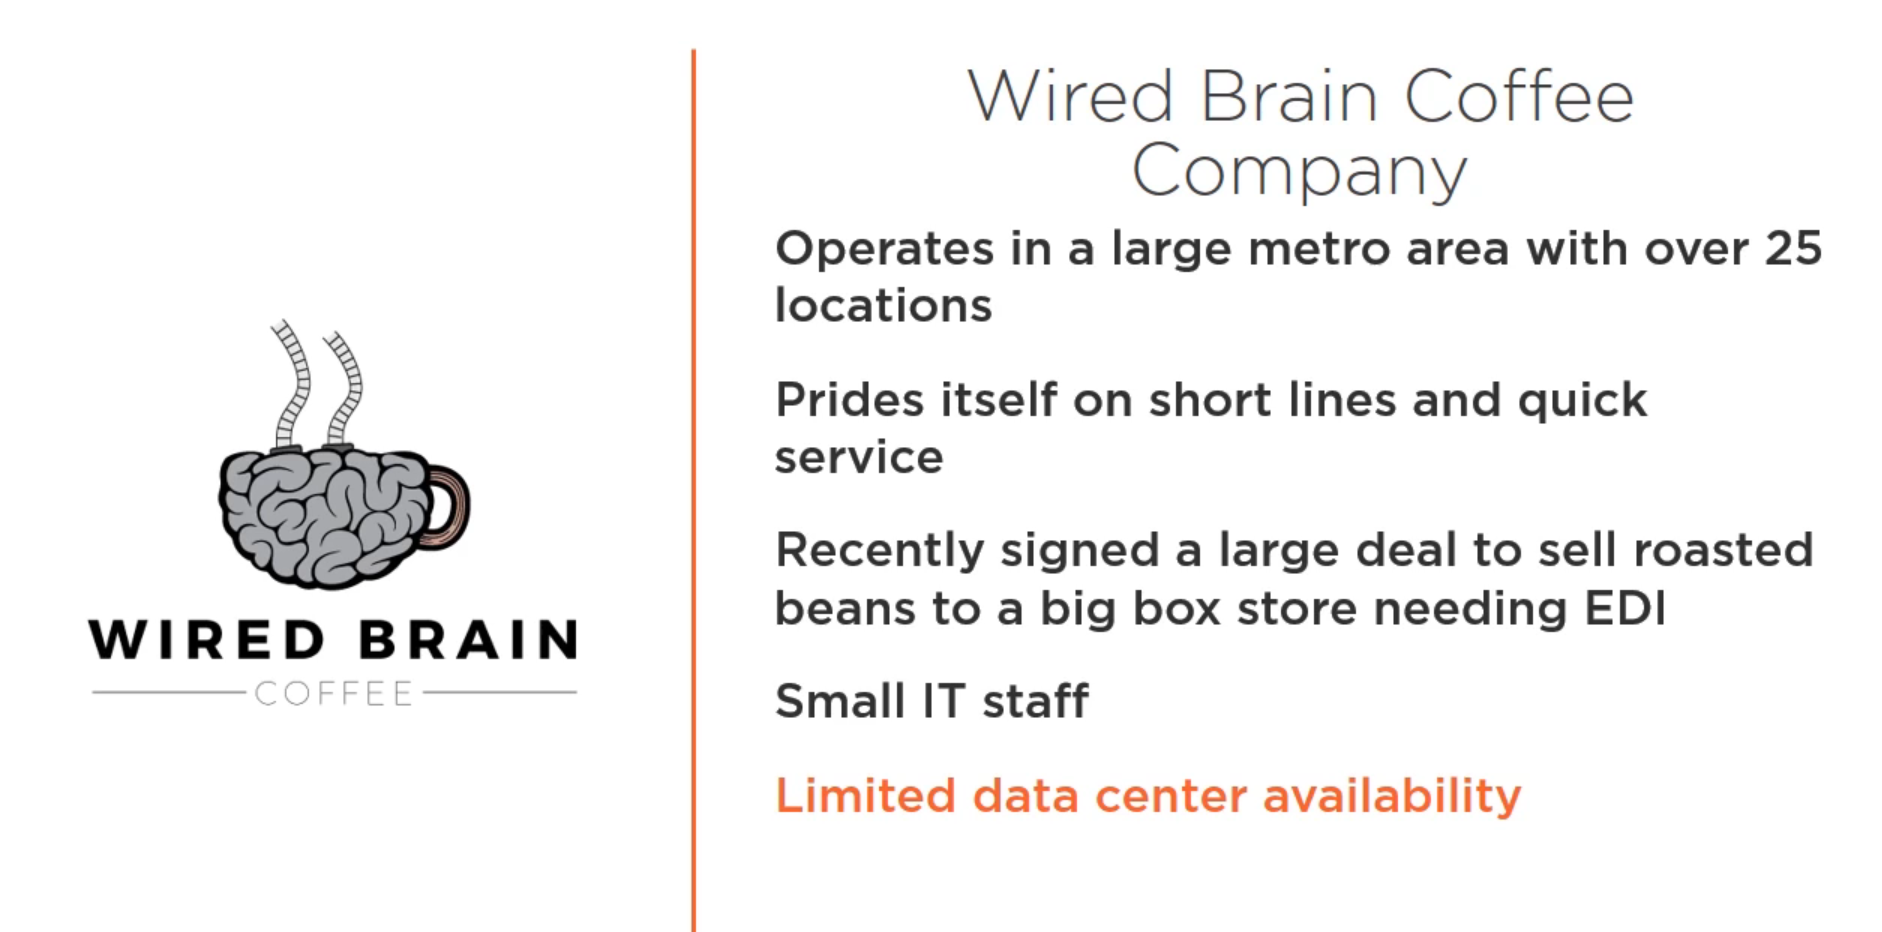 WIRED BRAIN
COFFEE
Wired Brain Coffee
Company
Operates in a large metro area with over 25
locations
Prides itself on short lines and quick
service
Recently signed a large deal to sell roasted
beans to a big box store needing EDI
Small IT staff
Limited data center availability